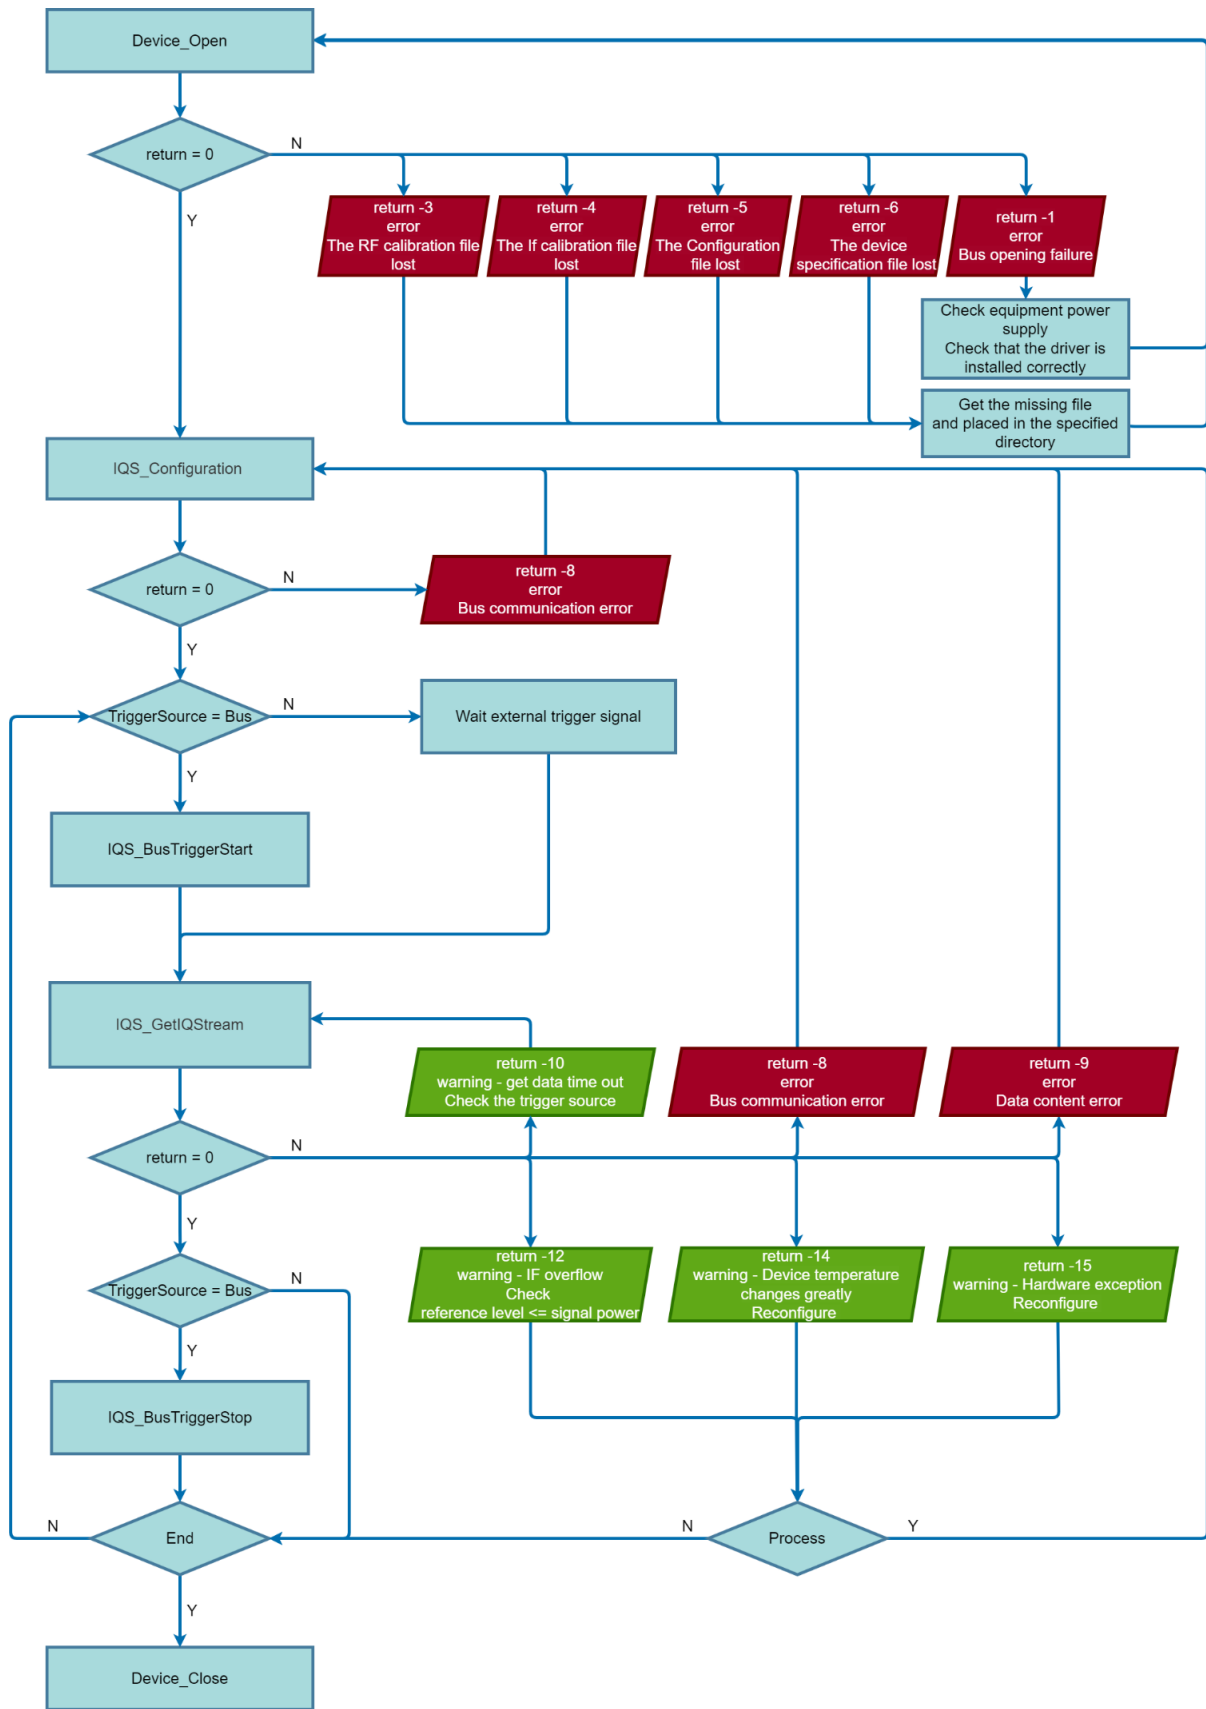 Device_Open
return = 0
N
Y
return -3
error
The RF calibration file
lost
return -4
error
The If calibration file
lost
return -5
error
The Configuration
file lost
return -6
error
The device
specification file lost
return -1
error
Bus opening failure
Check equipment power
supply
Check that the driver is
installed correctly
Get the missing file
and placed in the specified
directory
IQS_Configuration
return = 0
N
Y
return -8
error
Bus communication error
TriggerSource = Bus
N
Y
Wait external trigger signal
IQS_BusTriggerStart
IQS_GetIQStream
return -10
warning - get data time out
Check the trigger source
return -8
error
Bus communication error
return -9
error
Data content error
return = 0
N
Y
return -12
warning - IF overflow
Check
reference level <= signal power
return -14
warning - Device temperature
changes greatly
Reconfigure
return -15
warning - Hardware exception
Reconfigure
TriggerSource = Bus
N
Y
IQS_BusTriggerStop
N
End
Y
N
Process
Y
Device_Close